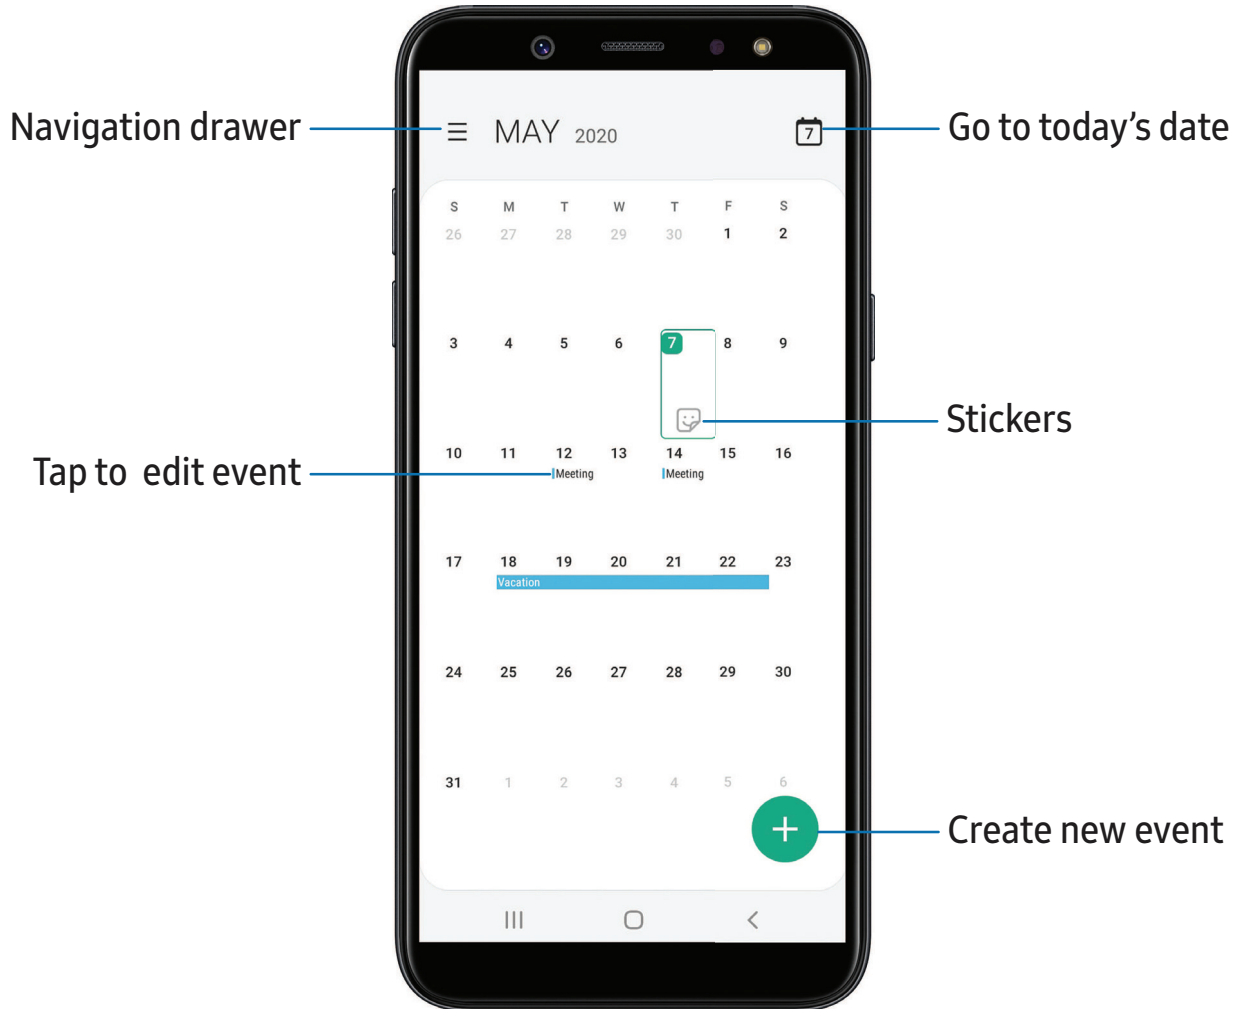 Navigation drawer
MAY 2020
7
Go to today's date
S M T W T F S
26 27 28 29 30 1 2
3 4 5 6 7 8 9
Stickers
10 11 12 13 14 15 16
Tap to edit event
Meeting Meeting
17 18 19 20 21 22 23
Vacation
24 25 26 27 28 29 30
31 1 2 3 4 5 6
Create new event